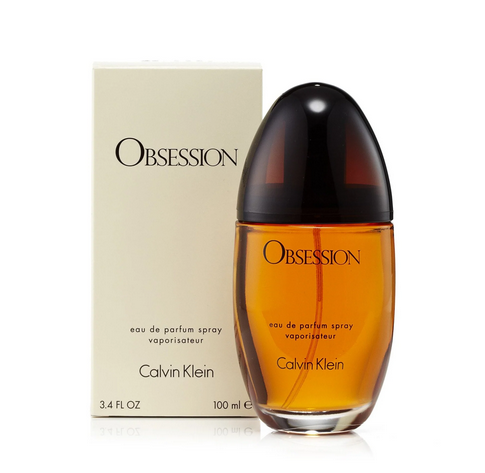 OBSESSION
eau de parfum spray
vaporisateur
Calvin Klein
3.4 FL OZ 100 ml ℮
OBSESSION
eau de parfum spray
vaporisateur
Calvin Klein